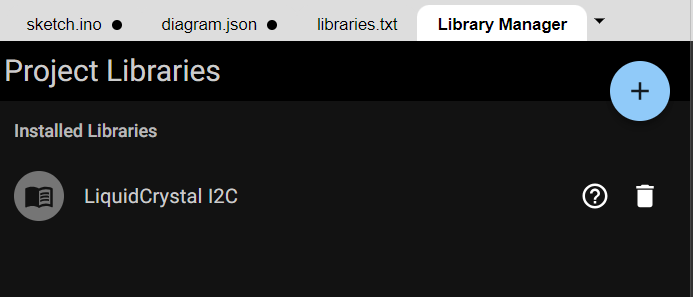 sketch.ino diagram.json libraries.txt Library Manager
Project Libraries
Installed Libraries
LiquidCrystal I2C